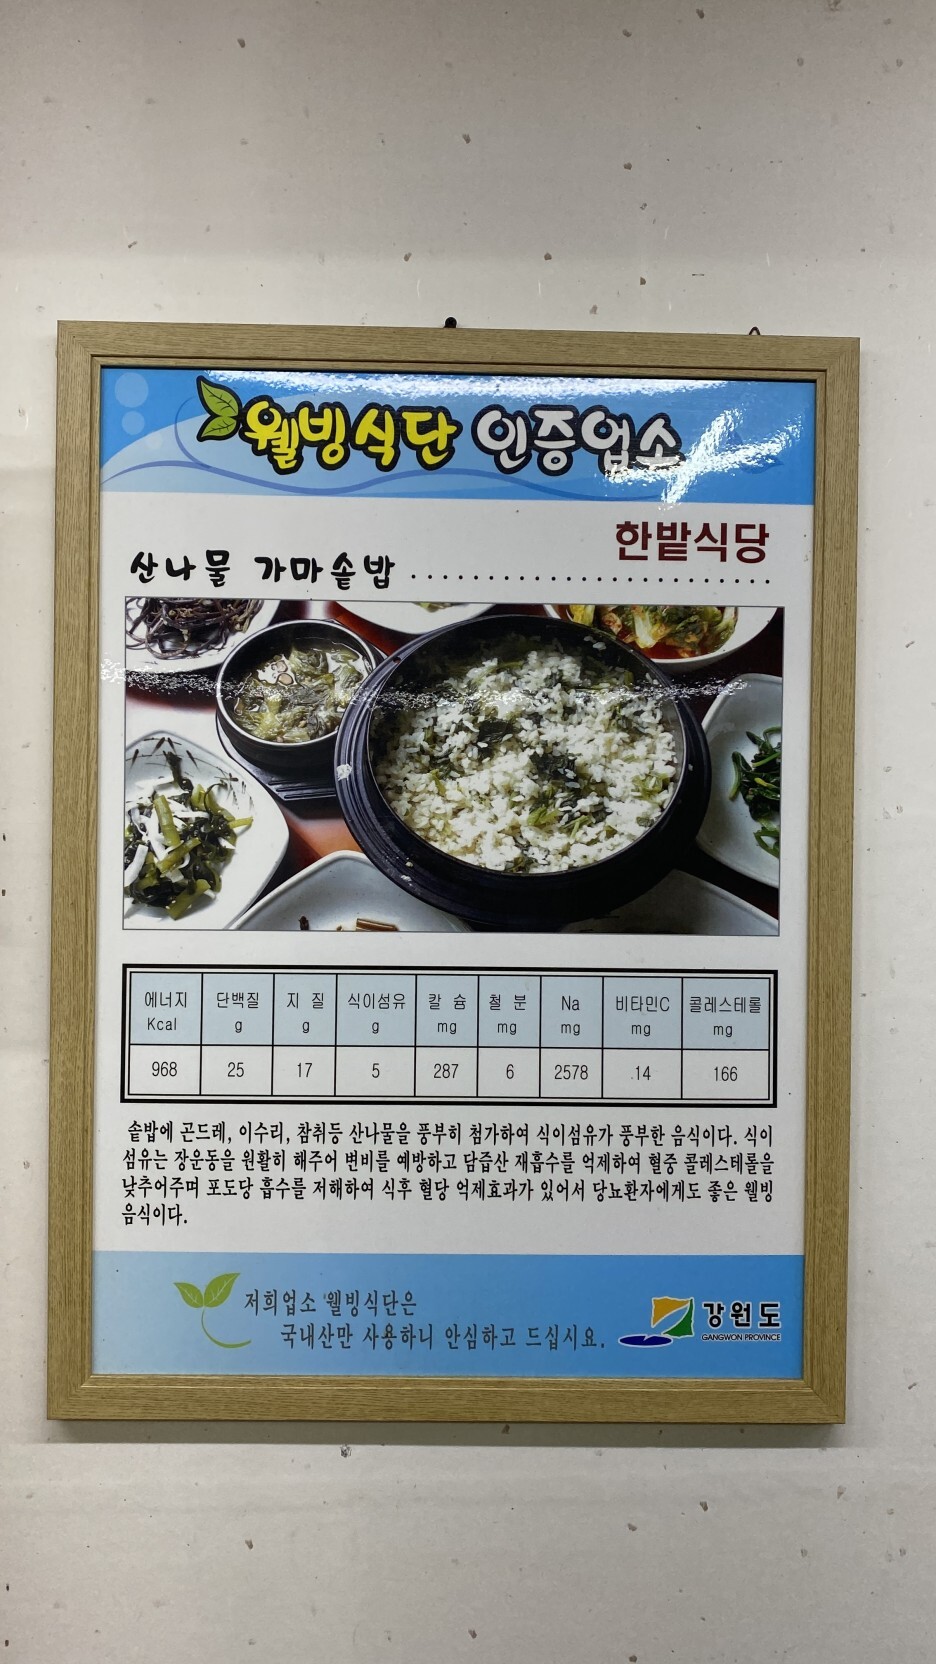 웰빙식단 인증업소
한밭식당
산나물 가마솥밥
에너지 단백질 지 질 식이섬유 칼 슘 철 분 Na 비타민C 콜레스테롤
Kcal g g g mg mg mg mg mg
968 25 17 5 287 6 2578 14 166
솥밥에 곤드레, 이수리, 참취등 산나물을 풍부히 첨가하여 식이섬유가 풍부한 음식이다. 식이
섬유는 장운동을 원활히 해주어 변비를 예방하고 담즙산 재흡수를 억제하여 혈중 콜레스테롤을
낮추어주며 포도당 흡수를 저해하여 식후 혈당 억제효과가 있어서 당뇨환자에게도 좋은 웰빙
음식이다.
저희업소 웰빙식단은
국내산만 사용하니 안심하고 드십시요.
강원도
GANGWON PROVINCE